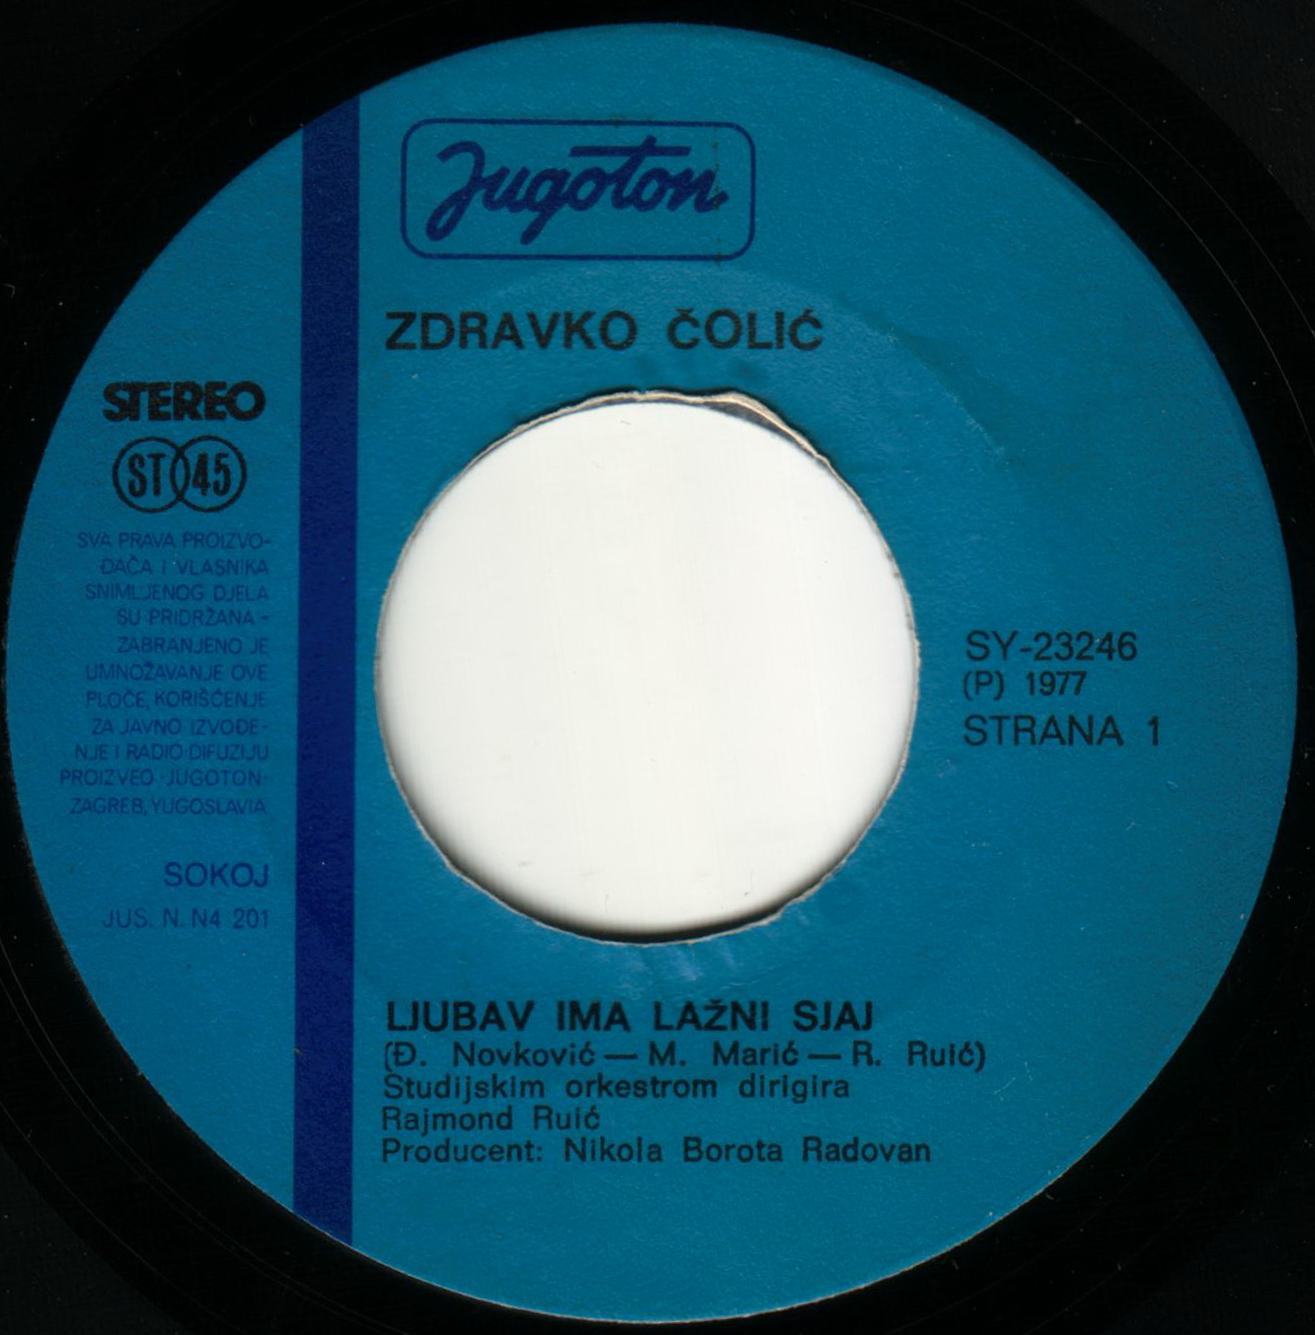 Jugoton
ZDRAVKO ČOLIĆ
STEREO
ST 45
SVA PRAVA PROIZVO-
ĐAČA I VLASNIKA
SNIMLJENOG DJELA
SU PRIDRŽANA -
ZABRANJENO JE
UMNOŽAVANJE OVE
PLOČE, KORIŠĆENJE
ZA JAVNO IZVOĐE-
NJE I RADIO DIFUZIJU
PROIZVEO JUGOTON-
ZAGREB, YUGOSLAVIA
SOKOJ
JUS. N. N4 201
SY-23246
(P) 1977
STRANA 1
LJUBAV IMA LAŽNI SJAJ
(Đ. Novković — M. Marić — R. Ruić)
Studijskim orkestrom dirigira
Rajmond Ruić
Producent: Nikola Borota Radovan